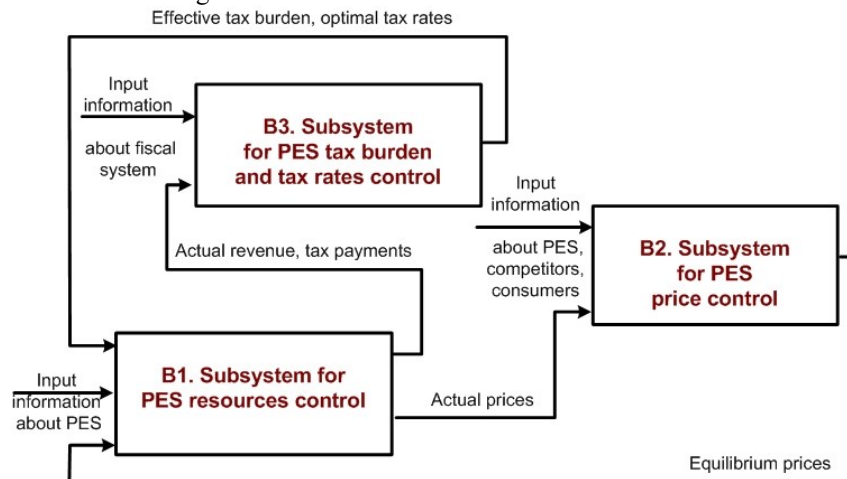 Effective tax burden, optimal tax rates
Input
information
about fiscal
system
B3. Subsystem
for PES tax burden
and tax rates control
Actual revenue, tax payments
Input
information
about PES,
competitors,
consumers
B2. Subsystem
for PES
price control
B1. Subsystem for
PES resources control
Input
information
about PES
Actual prices
Equilibrium prices